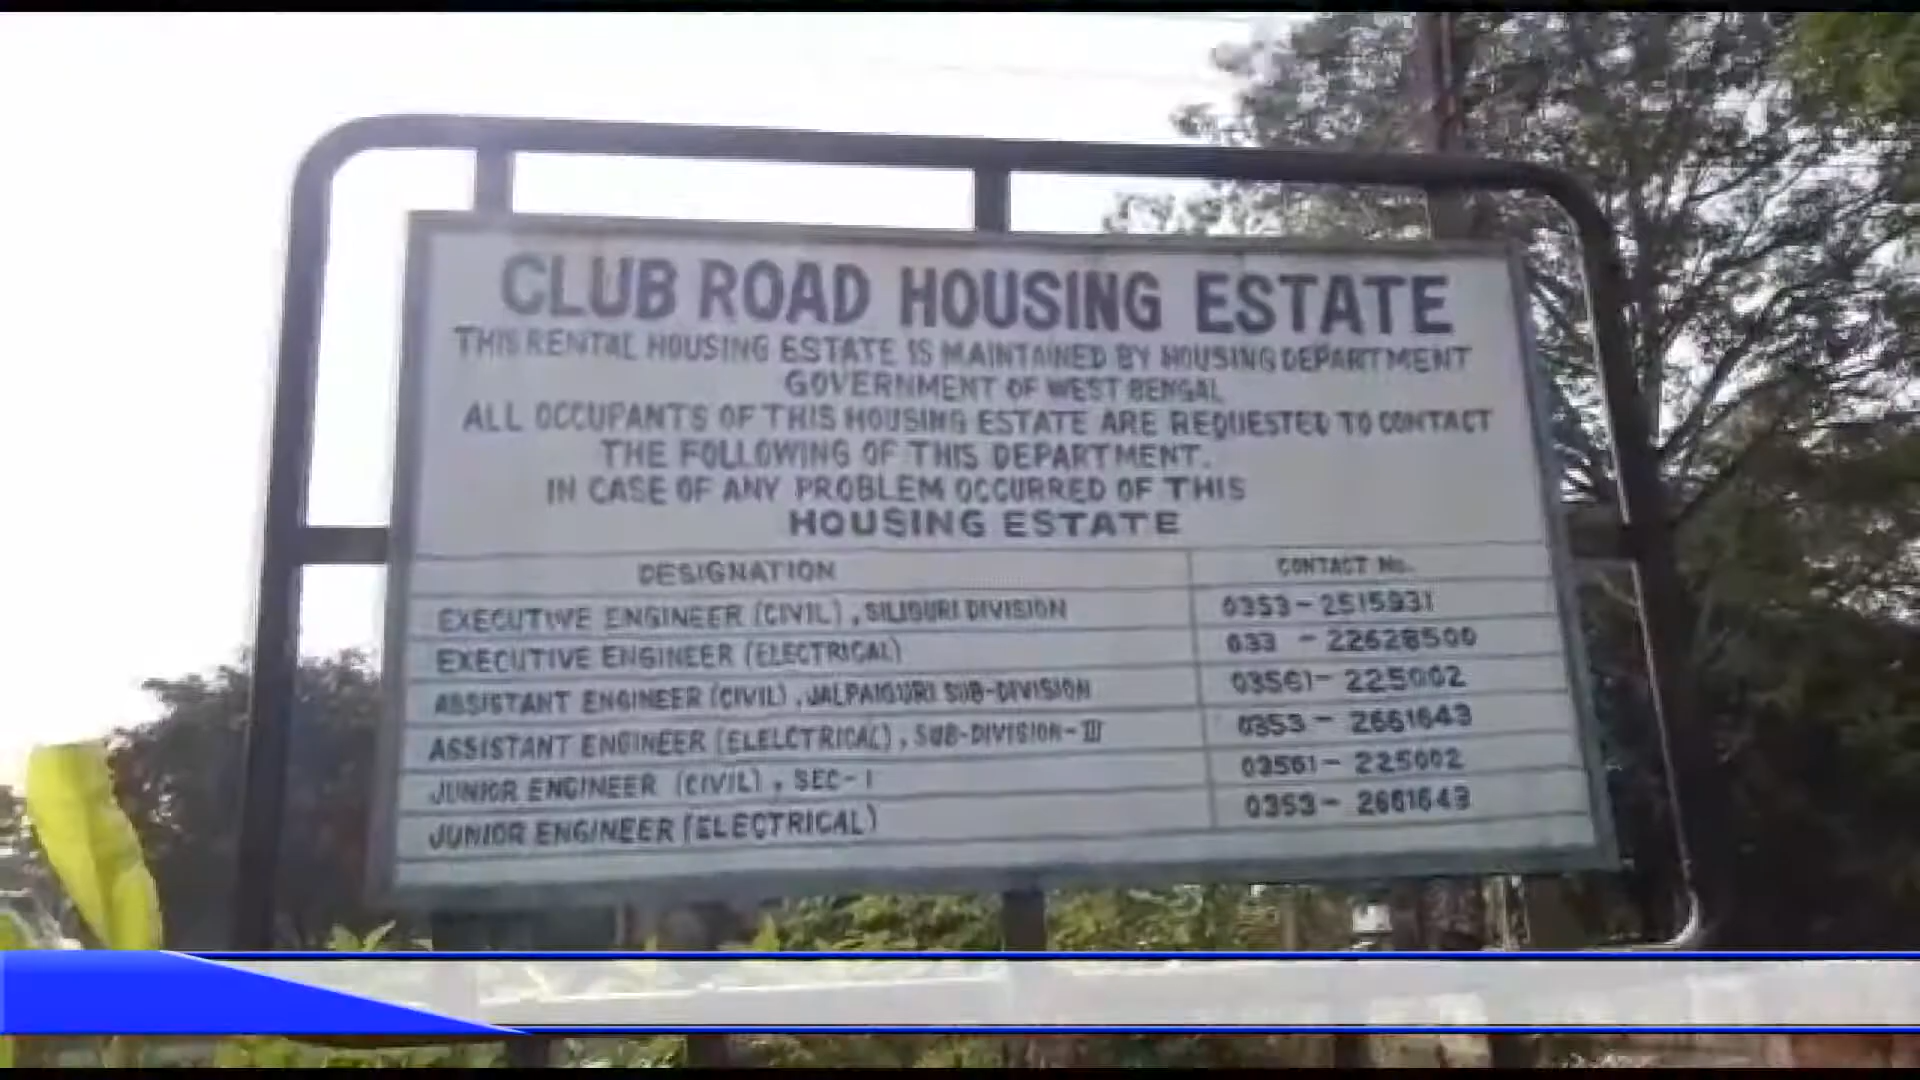 CLUB ROAD HOUSING ESTATE
THIS RENTAL HOUSING ESTATE IS MAINTAINED BY HOUSING DEPARTMENT
GOVERNMENT OF WEST BENGAL
ALL OCCUPANTS OF THIS HOUSING ESTATE ARE REQUESTED TO CONTACT
THE FOLLOWING OF THIS DEPARTMENT.
IN CASE OF ANY PROBLEM OCCURRED OF THIS
HOUSING ESTATE
DESIGNATION CONTACT No.
EXECUTIVE ENGINEER (CIVIL), SILIGURI DIVISION 0353-2515931
EXECUTIVE ENGINEER (ELECTRICAL) 033 - 22628500
ASSISTANT ENGINEER (CIVIL), JALPAIGURI SUB-DIVISION 03561-225002
ASSISTANT ENGINEER (ELELCTRICAL), SUB-DIVISION-III 0353-2661643
JUNIOR ENGINEER (CIVIL), SEC-I 03561-225002
JUNIOR ENGINEER (ELECTRICAL) 0353-2661643